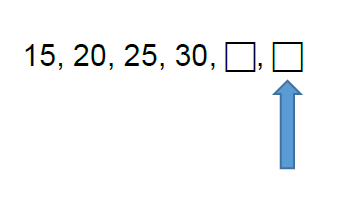 15, 20, 25, 30, □, □